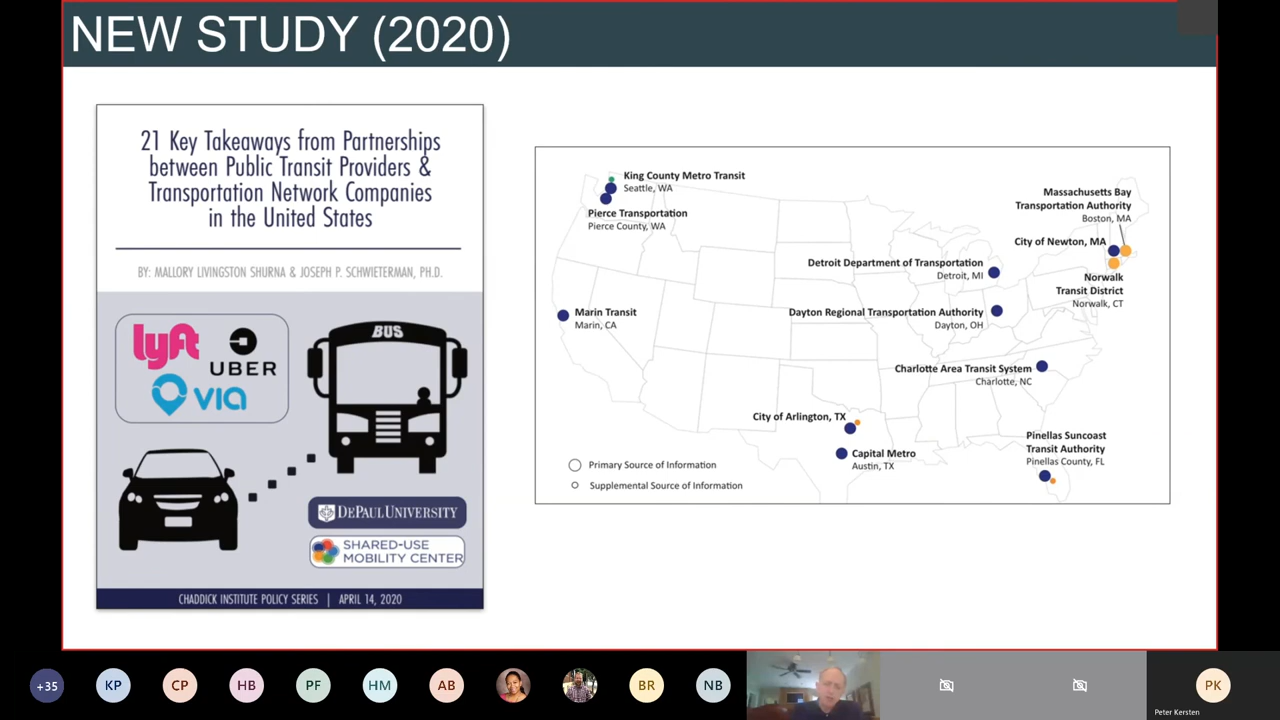 NEW STUDY (2020)
21 Key Takeaways from Partnerships
between Public Transit Providers &
Transportation Network Companies
in the United States
BY: MALLORY LIVINGSTON SHURNA & JOSEPH P. SCHWIETERMAN, PH.D.
lyft
UBER
via
BUS
DEPAUL UNIVERSITY
SHARED-USE
MOBILITY CENTER
CHADDICK INSTITUTE POLICY SERIES | APRIL 14, 2020
King County Metro Transit
Seattle, WA
Pierce Transportation
Pierce County, WA
Massachusetts Bay
Transportation Authority
Boston, MA
City of Newton, MA
Norwalk
Transit District
Norwalk, CT
Detroit Department of Transportation
Detroit, MI
Marin Transit
Marin, CA
Dayton Regional Transportation Authority
Dayton, OH
Charlotte Area Transit System
Charlotte, NC
City of Arlington, TX
Capital Metro
Austin, TX
Pinellas Suncoast
Transit Authority
Pinellas County, FL
Primary Source of Information
Supplemental Source of Information
+35
KP
CP
HB
PF
HM
AB
BR
NB
PK
Peter Kersten